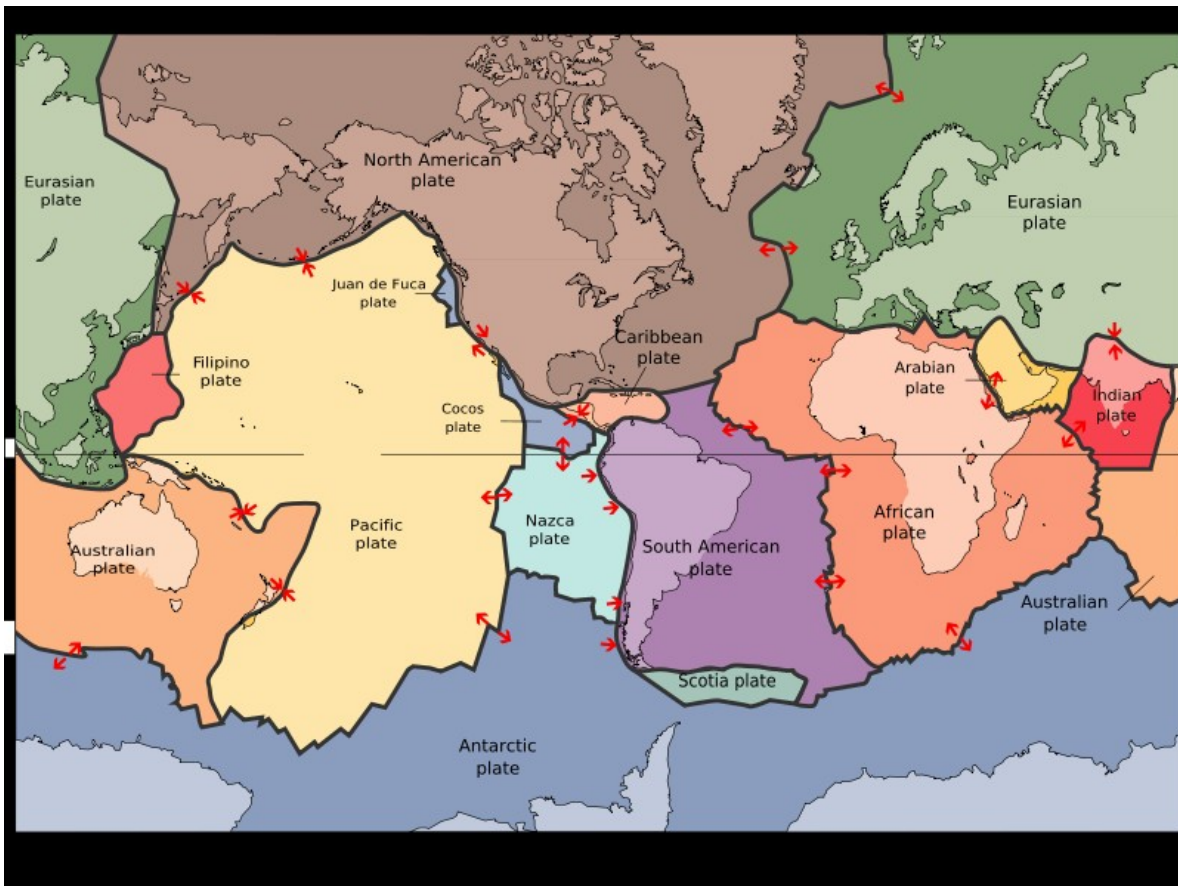 North American
plate
Eurasian
plate
Eurasian
plate
Juan de Fuca
plate
Caribbean
plate
Filipino
plate
Arabian
plate
Indian
plate
Cocos
plate
Pacific
plate
Nazca
plate
African
plate
South American
plate
Australian
plate
Australian
plate
Scotia plate
Antarctic
plate